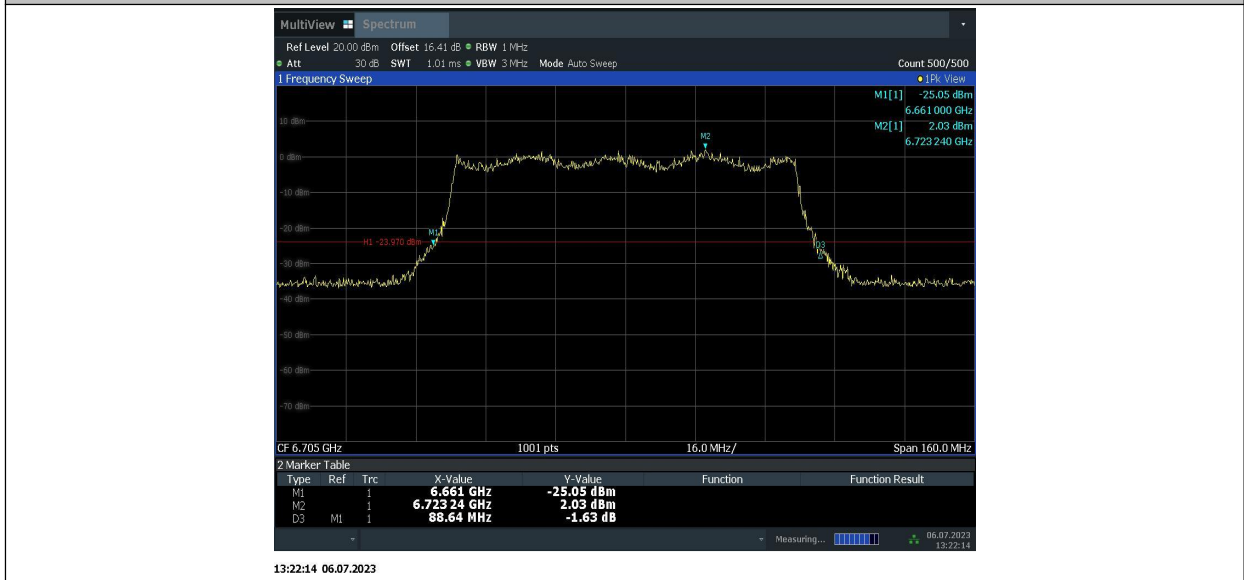 MultiView Spectrum
Ref Level 20.00 dBm Offset 16.41 dB RBW 1 MHz
Att 30 dB SWT 1.01 ms VBW 3 MHz Mode Auto Sweep Count 500/500
1 Frequency Sweep 1Pk View
M1[1] -25.05 dBm
6.661 000 GHz
M2[1] 2.03 dBm
6.723 240 GHz
10 dBm
M2
0 dBm
-10 dBm
-20 dBm
M1
H1 -23.970 dBm
D3
-30 dBm
-40 dBm
-50 dBm
-60 dBm
-70 dBm
CF 6.705 GHz 1001 pts 16.0 MHz/ Span 160.0 MHz
2 Marker Table
Type Ref Trc X-Value Y-Value Function Function Result
M1 1 6.661 GHz -25.05 dBm
M2 1 6.723 24 GHz 2.03 dBm
D3 M1 1 88.64 MHz -1.63 dB
Measuring... 06.07.2023
13:22:14
13:22:14 06.07.2023